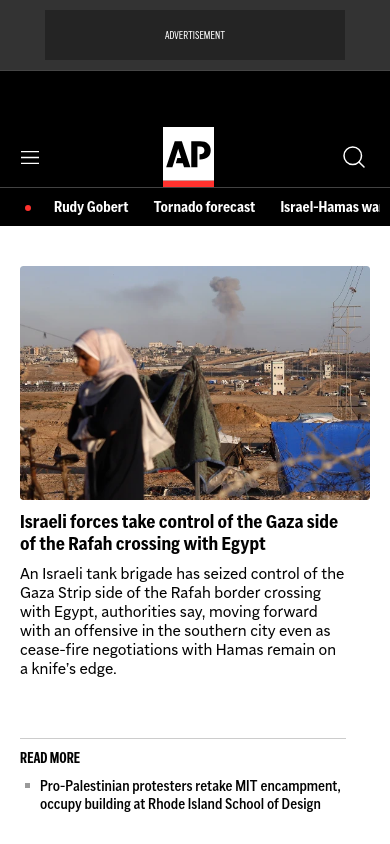 ADVERTISEMENT
AP
Rudy Gobert Tornado forecast Israel-Hamas wa
Israeli forces take control of the Gaza side
of the Rafah crossing with Egypt
An Israeli tank brigade has seized control of the
Gaza Strip side of the Rafah border crossing
with Egypt, authorities say, moving forward
with an offensive in the southern city even as
cease-fire negotiations with Hamas remain on
a knife’s edge.
READ MORE
Pro-Palestinian protesters retake MIT encampment,
occupy building at Rhode Island School of Design